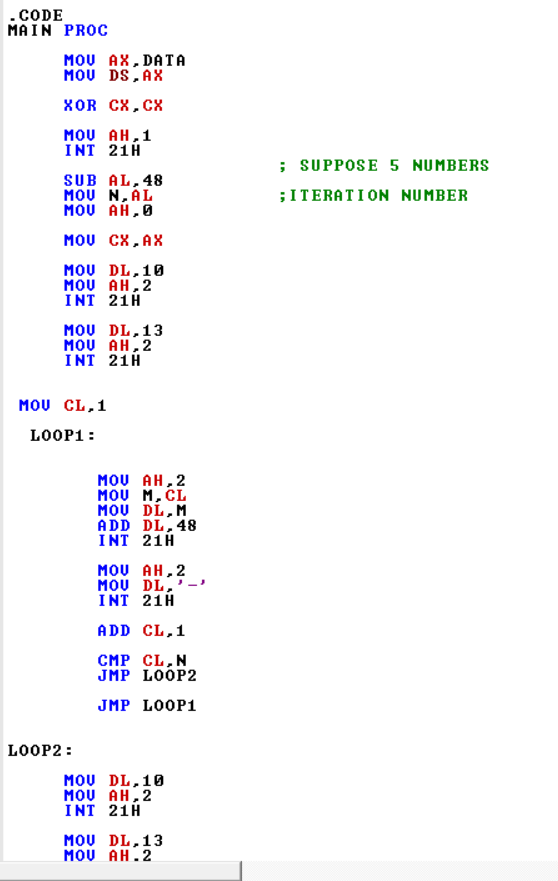 .CODE
MAIN PROC
MOV AX,DATA
MOV DS,AX
XOR CX,CX
MOV AH,1
INT 21H
; SUPPOSE 5 NUMBERS
SUB AL,48
MOV N,AL ;ITERATION NUMBER
MOV AH,0
MOV CX,AX
MOV DL,10
MOV AH,2
INT 21H
MOV DL,13
MOV AH,2
INT 21H
MOV CL,1
LOOP1:
MOV AH,2
MOV M,CL
MOV DL,M
ADD DL,48
INT 21H
MOV AH,2
MOV DL,'-'
INT 21H
ADD CL,1
CMP CL,N
JMP LOOP2
JMP LOOP1
LOOP2:
MOV DL,10
MOV AH,2
INT 21H
MOV DL,13
MOV AH,2